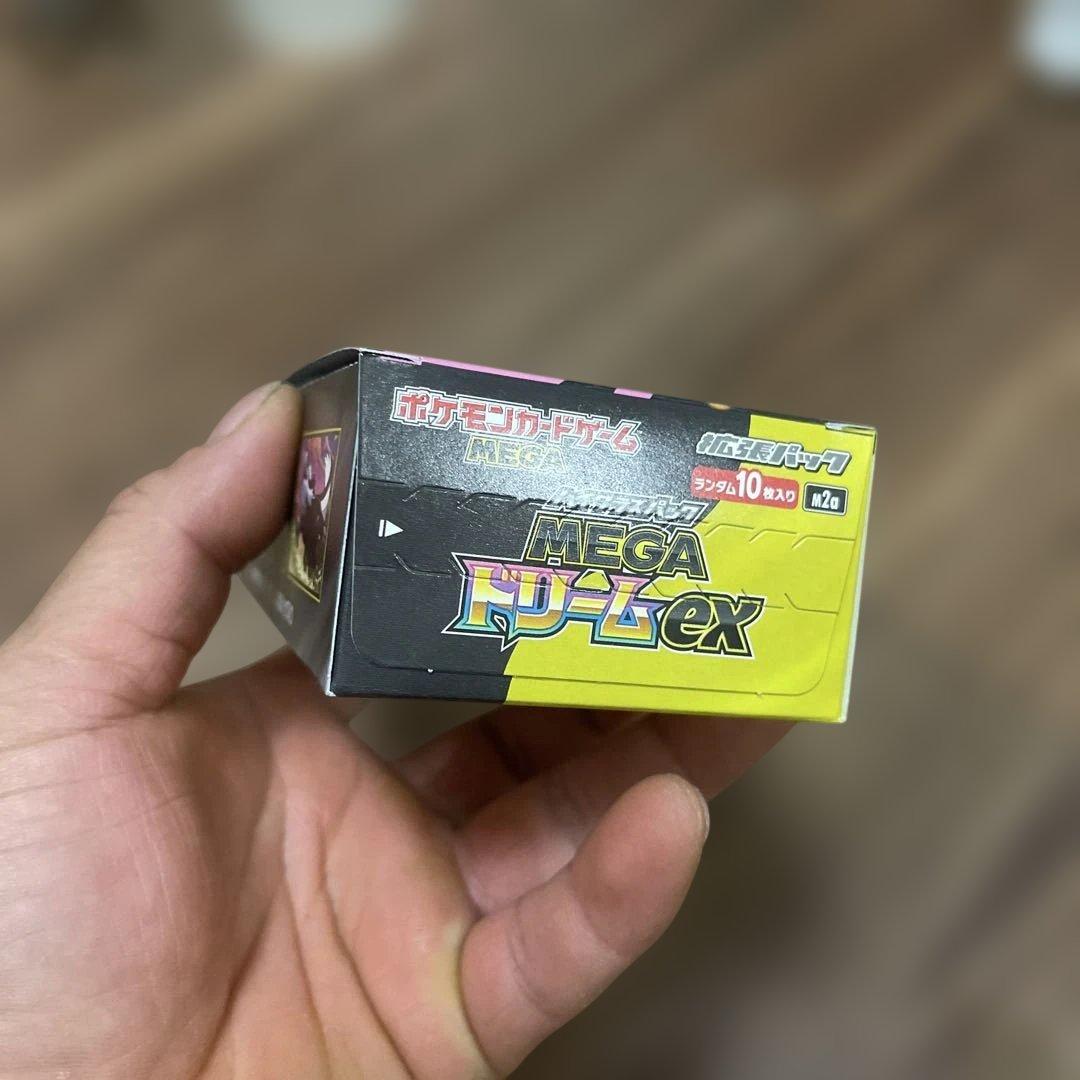 ポケモンカードゲーム
MEGA
拡張パック
ランダム10枚入り
M2a
ハイクラスパック
MEGA
ドリームex